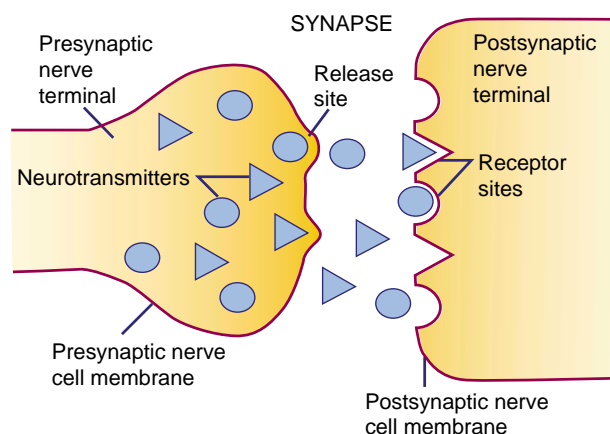 SYNAPSE
Presynaptic
nerve
terminal
Release
site
Postsynaptic
nerve
terminal
Neurotransmitters
Receptor
sites
Presynaptic nerve
cell membrane
Postsynaptic nerve
cell membrane